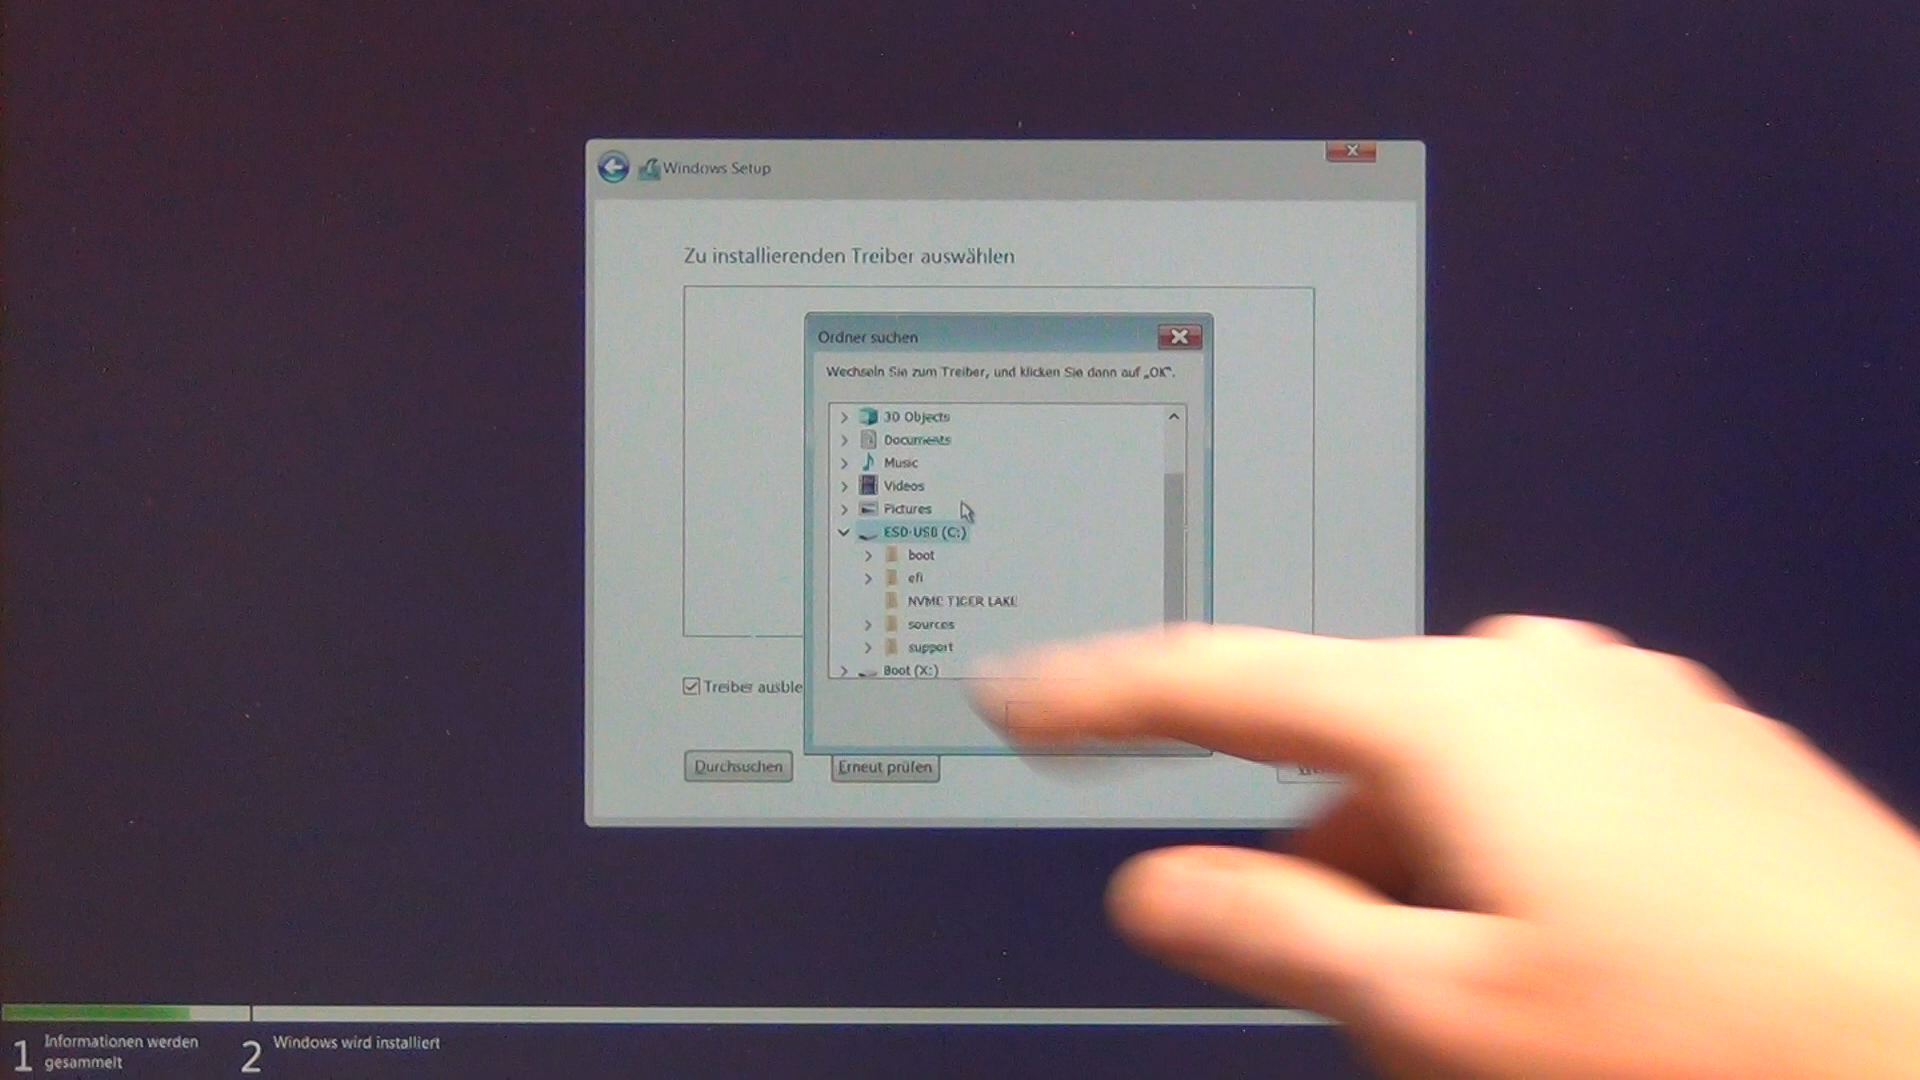 Windows Setup
Zu installierenden Treiber auswählen
Ordner suchen
Wechseln Sie zum Treiber, und klicken Sie dann auf „OK“.
3D Objects
Documents
Music
Videos
Pictures
ESD-USB (C:)
boot
efi
NVME TIGER LAKE
sources
support
Boot (X:)
Treiber ausble
Durchsuchen
Erneut prüfen
1 Informationen werden
gesammelt
2 Windows wird installiert